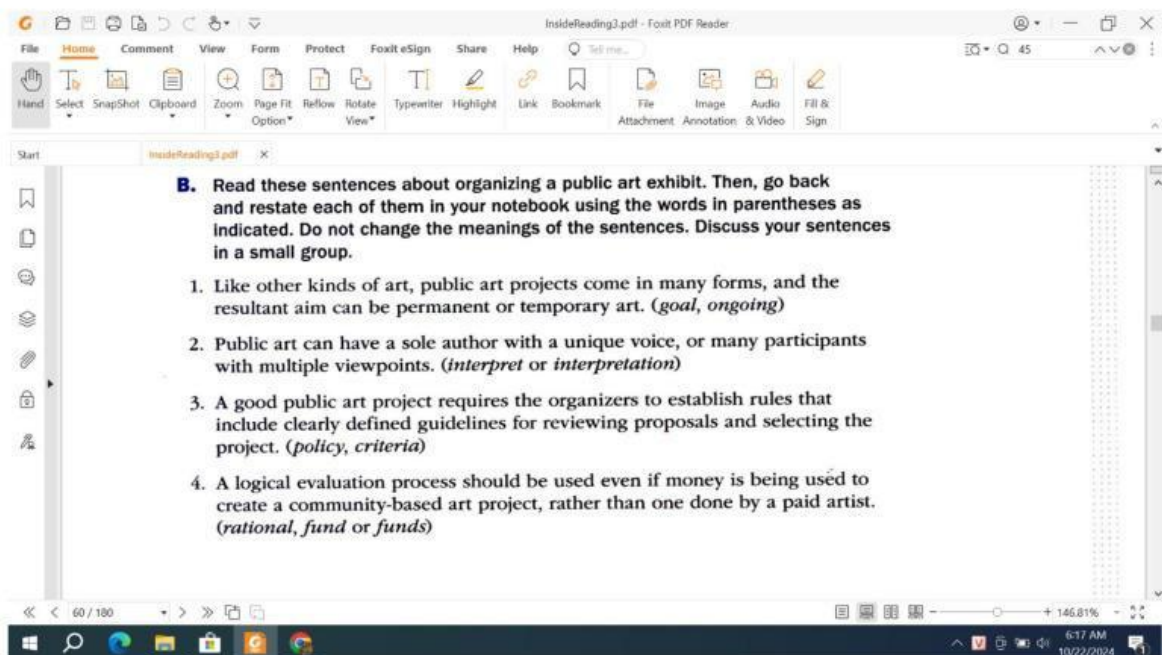 InsideReading3.pdf - Foxit PDF Reader
File Home Comment View Form Protect Foxit eSign Share Help Tell me... 45
Hand Select SnapShot Clipboard Zoom Page Fit Option Reflow Rotate View Typewriter Highlight Link Bookmark File Attachment Image Annotation Audio & Video Fill & Sign
Start InsideReading3.pdf
B. Read these sentences about organizing a public art exhibit. Then, go back
and restate each of them in your notebook using the words in parentheses as
indicated. Do not change the meanings of the sentences. Discuss your sentences
in a small group.
1. Like other kinds of art, public art projects come in many forms, and the
resultant aim can be permanent or temporary art. (goal, ongoing)
2. Public art can have a sole author with a unique voice, or many participants
with multiple viewpoints. (interpret or interpretation)
3. A good public art project requires the organizers to establish rules that
include clearly defined guidelines for reviewing proposals and selecting the
project. (policy, criteria)
4. A logical evaluation process should be used even if money is being used to
create a community-based art project, rather than one done by a paid artist.
(rational, fund or funds)
60 / 180 146.81%
6:17 AM
10/22/2024